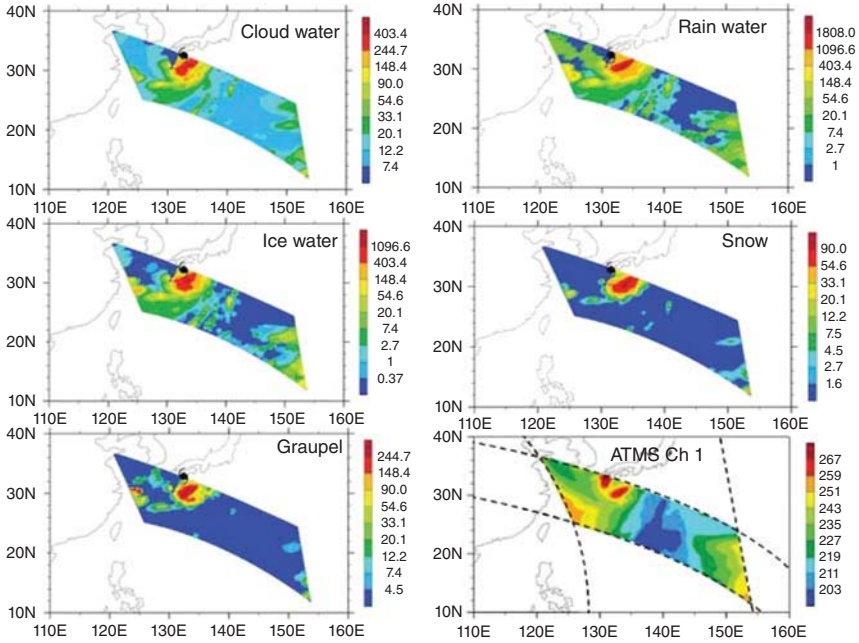 40N
Cloud water
30N
20N
10N
110E 120E 130E 140E 150E 160E
403.4
244.7
148.4
90.0
54.6
33.1
20.1
12.2
7.4
40N
Rain water
30N
20N
10N
110E 120E 130E 140E 150E 160E
1808.0
1096.6
403.4
148.4
54.6
20.1
7.4
2.7
1
40N
Ice water
30N
20N
10N
110E 120E 130E 140E 150E 160E
1096.6
403.4
148.4
54.6
20.1
7.4
2.7
1
0.37
40N
Snow
30N
20N
10N
110E 120E 130E 140E 150E 160E
90.0
54.6
33.1
20.1
12.2
7.5
4.5
2.7
1.6
40N
Graupel
30N
20N
10N
110E 120E 130E 140E 150E 160E
244.7
148.4
90.0
54.6
33.1
20.1
12.2
7.4
4.5
40N
ATMS Ch 1
30N
20N
10N
110E 120E 130E 140E 150E 160E
267
259
251
243
235
227
219
211
203